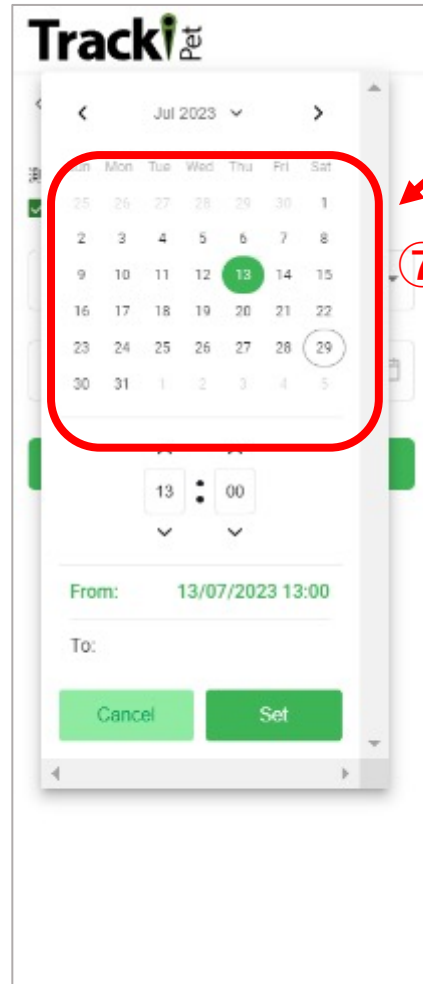 Tracki Pet
Jul 2023
Sun Mon Tue Wed Thu Fri Sat
25 26 27 28 29 30 1
2 3 4 5 6 7 8
9 10 11 12 13 14 15
16 17 18 19 20 21 22
23 24 25 26 27 28 29
30 31 1 2 3 4 5
⑦
13 : 00
From: 13/07/2023 13:00
To:
Cancel Set